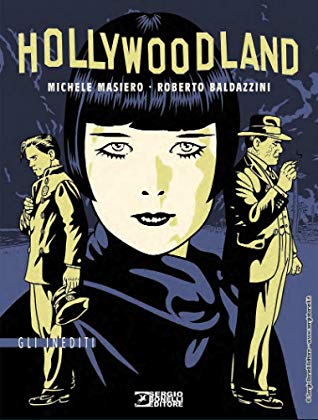 HOLLYWOODLAND
MICHELE MASIERO · ROBERTO BALDAZZINI
GLI INEDITI
SERGIO
BONELLI
EDITORE